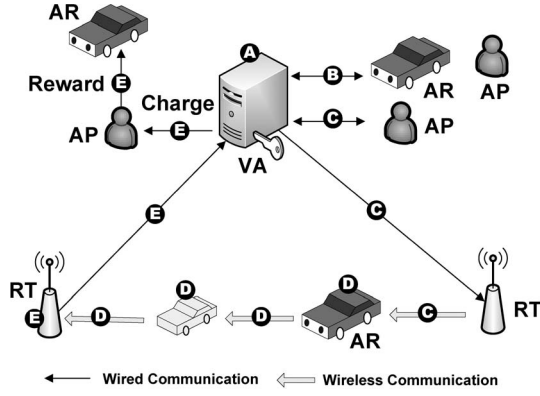 AR
A
Reward
E
Charge
B
AR
AP
AP
E
C
AP
VA
E
C
RT
E
D
D
D
D
AR
C
RT
Wired Communication
Wireless Communication